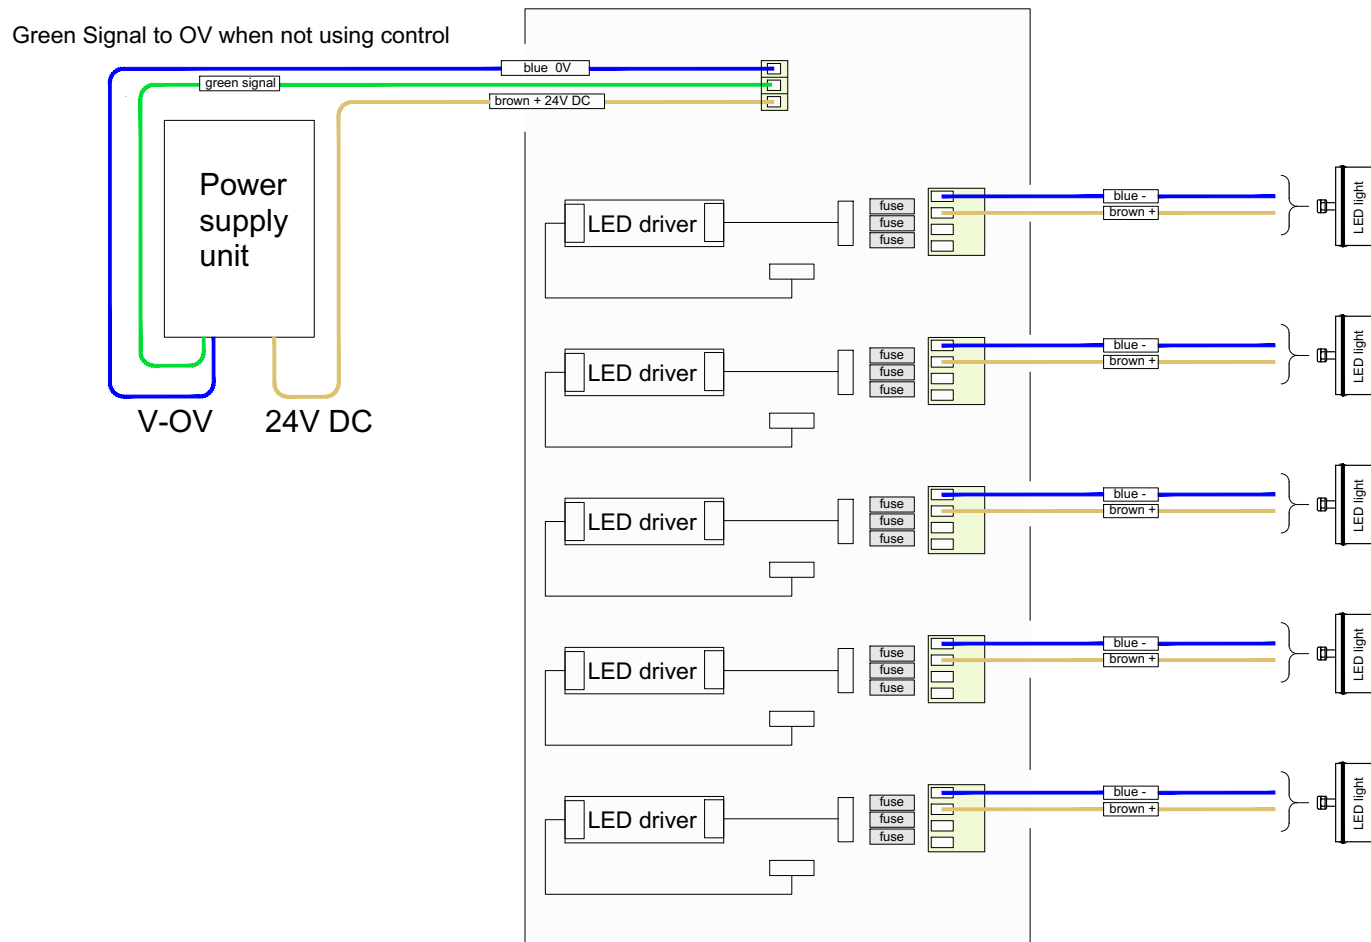 Green Signal to OV when not using control
blue 0V
green signal
brown + 24V DC
Power
supply
unit
V-OV
24V DC
LED driver
fuse
fuse
fuse
blue -
brown +
LED light
LED driver
fuse
fuse
fuse
blue -
brown +
LED light
LED driver
fuse
fuse
fuse
blue -
brown +
LED light
LED driver
fuse
fuse
fuse
blue -
brown +
LED light
LED driver
fuse
fuse
fuse
blue -
brown +
LED light